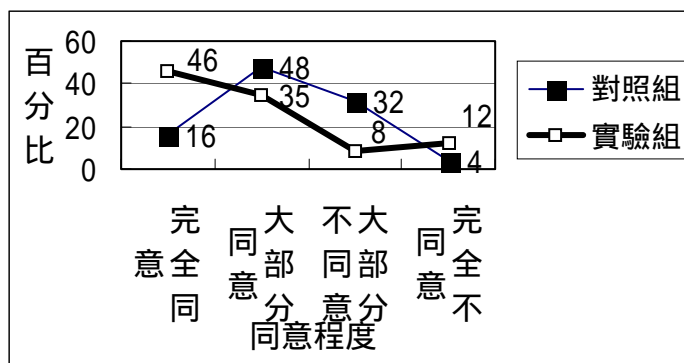 百分比
60
40
20
0
46
48
35
16
32
8
12
4
完全同意
大部分同意
大部分不同意
完全不同意
同意程度
對照組
實驗組